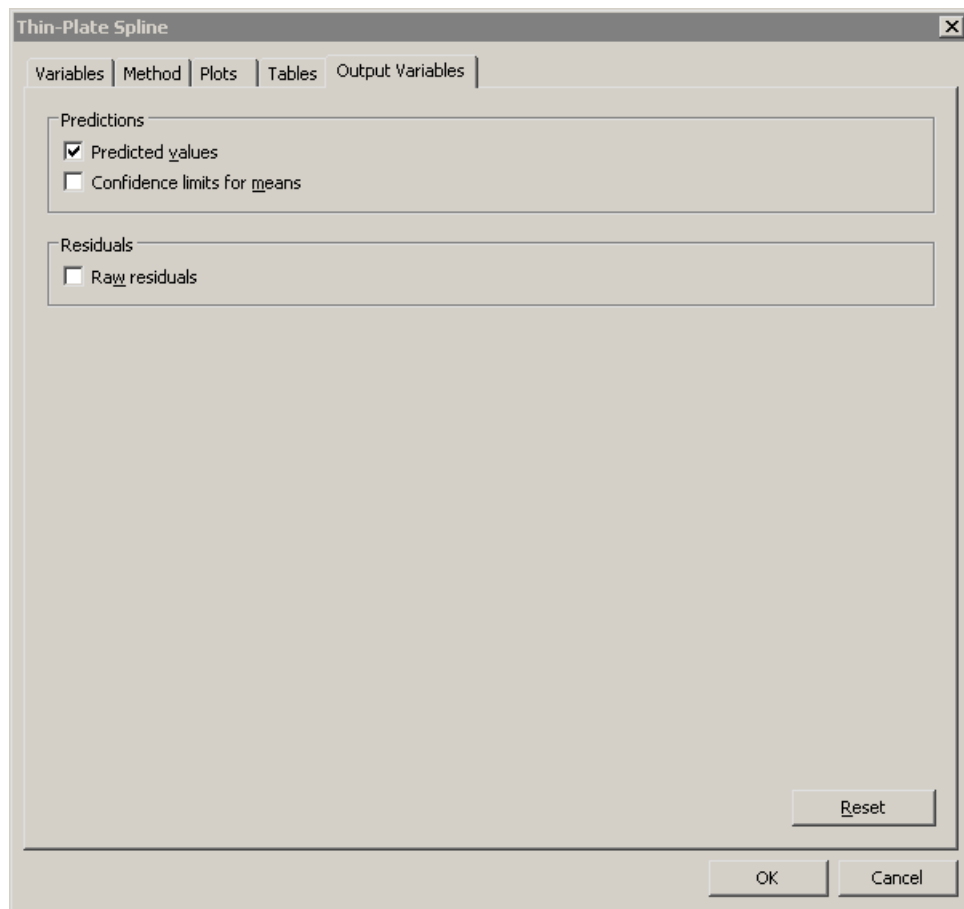 Thin-Plate Spline
Variables Method Plots Tables Output Variables
Predictions
Predicted values
Confidence limits for means
Residuals
Raw residuals
Reset
OK Cancel